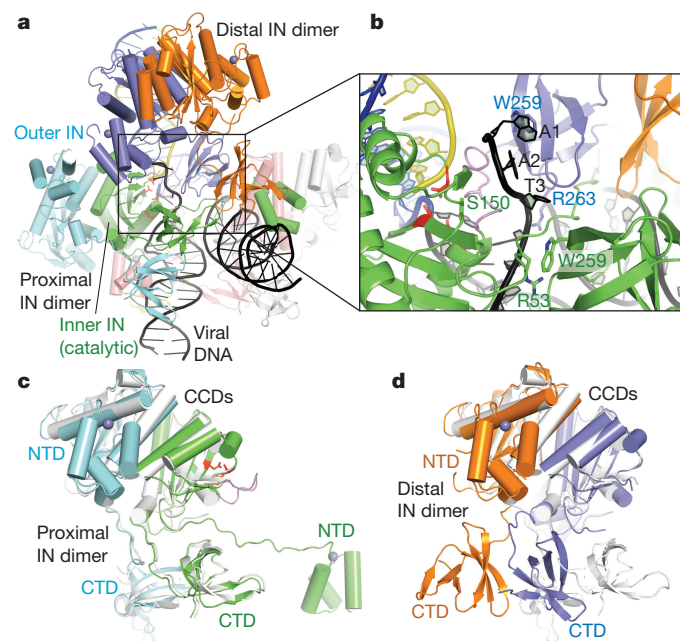 a
Distal IN dimer
Outer IN
Proximal
IN dimer
Inner IN
(catalytic)
Viral
DNA
b
W259
A1
A2
T3
S150
R263
W259
R53
c
CCDs
NTD
Proximal
IN dimer
NTD
CTD
CTD
d
CCDs
NTD
Distal
IN dimer
CTD
CTD